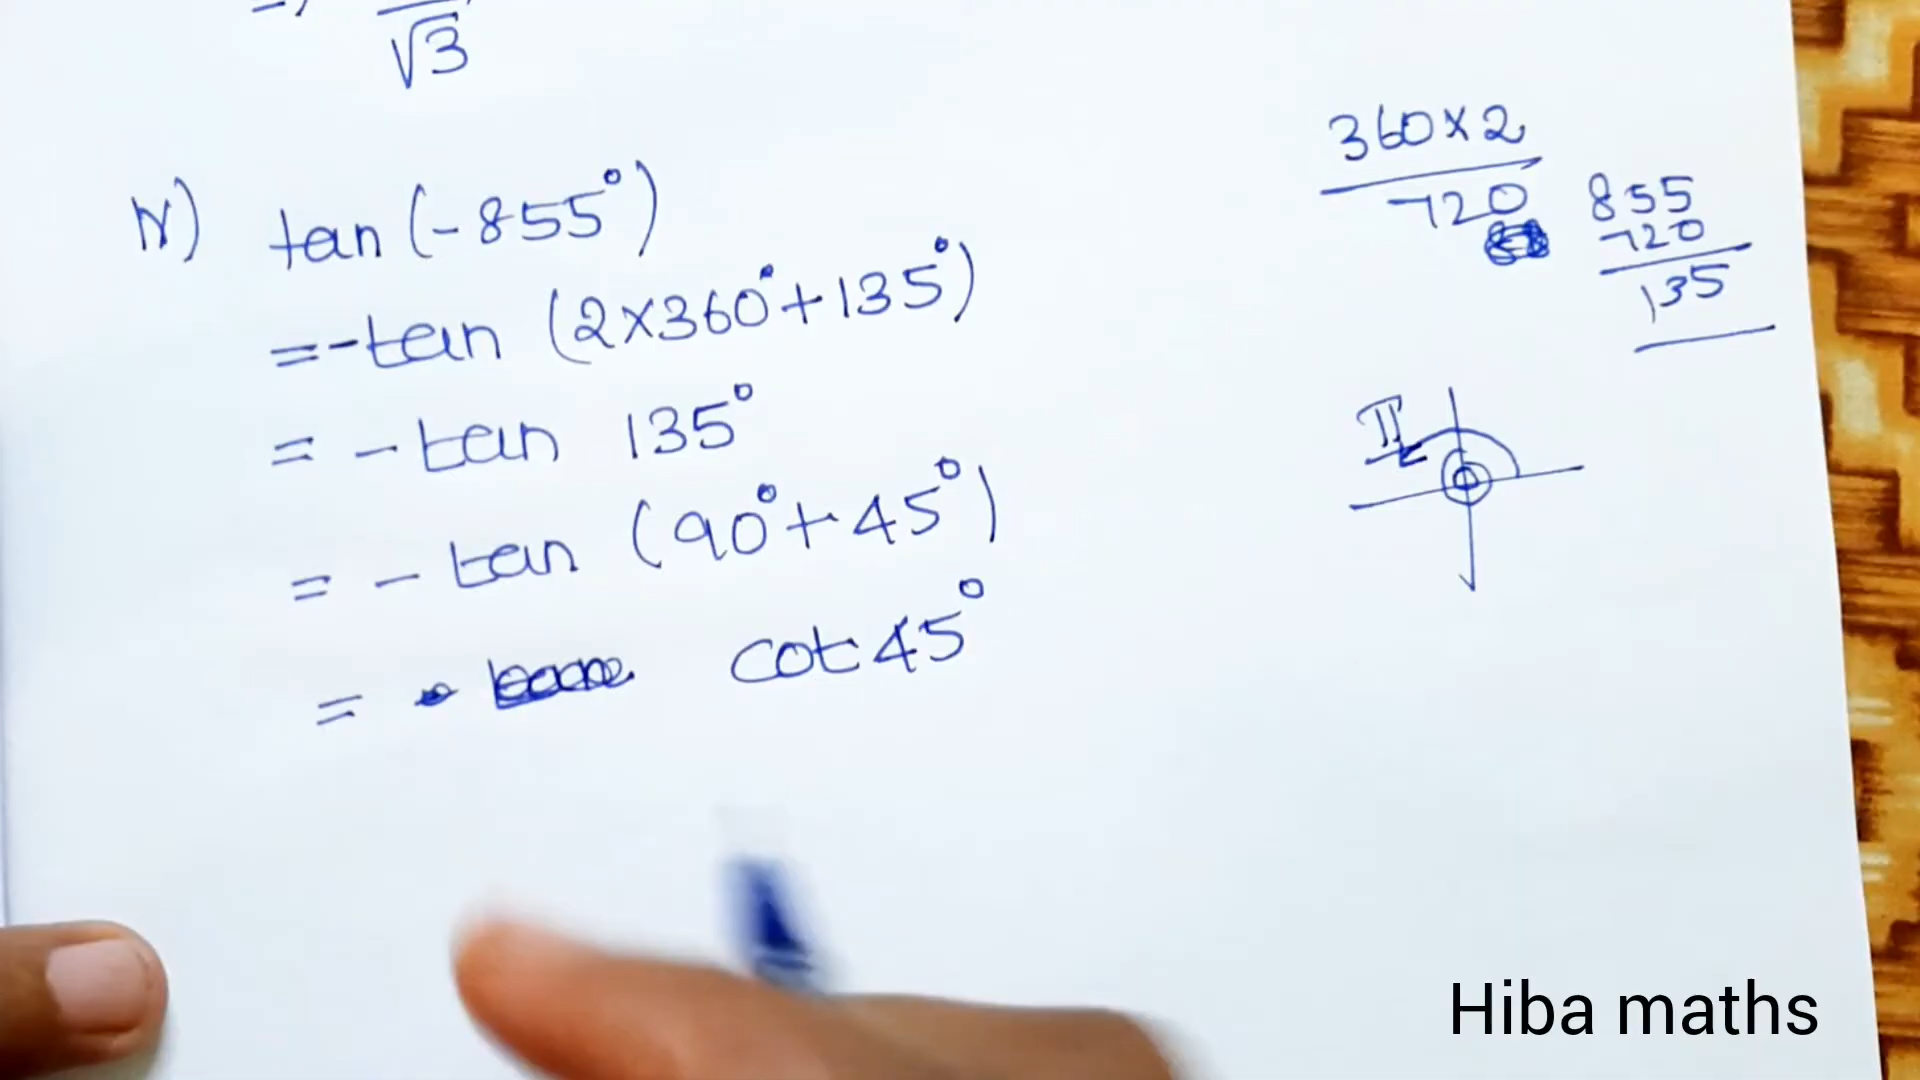 √3
360×2
720
855
720
135
IV) tan (-855°)
= -tan (2×360°+135°)
= - tan 135°
= - tan (90°+45°)
= cot 45°
II
Hiba maths